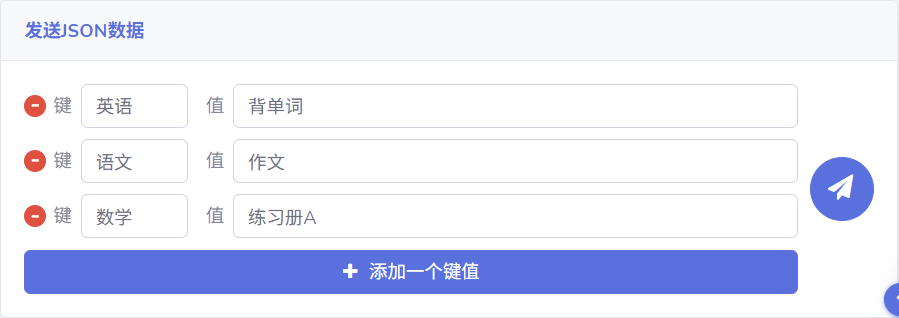 发送JSON数据
键 英语 值 背单词
键 语文 值 作文
键 数学 值 练习册A
添加一个键值